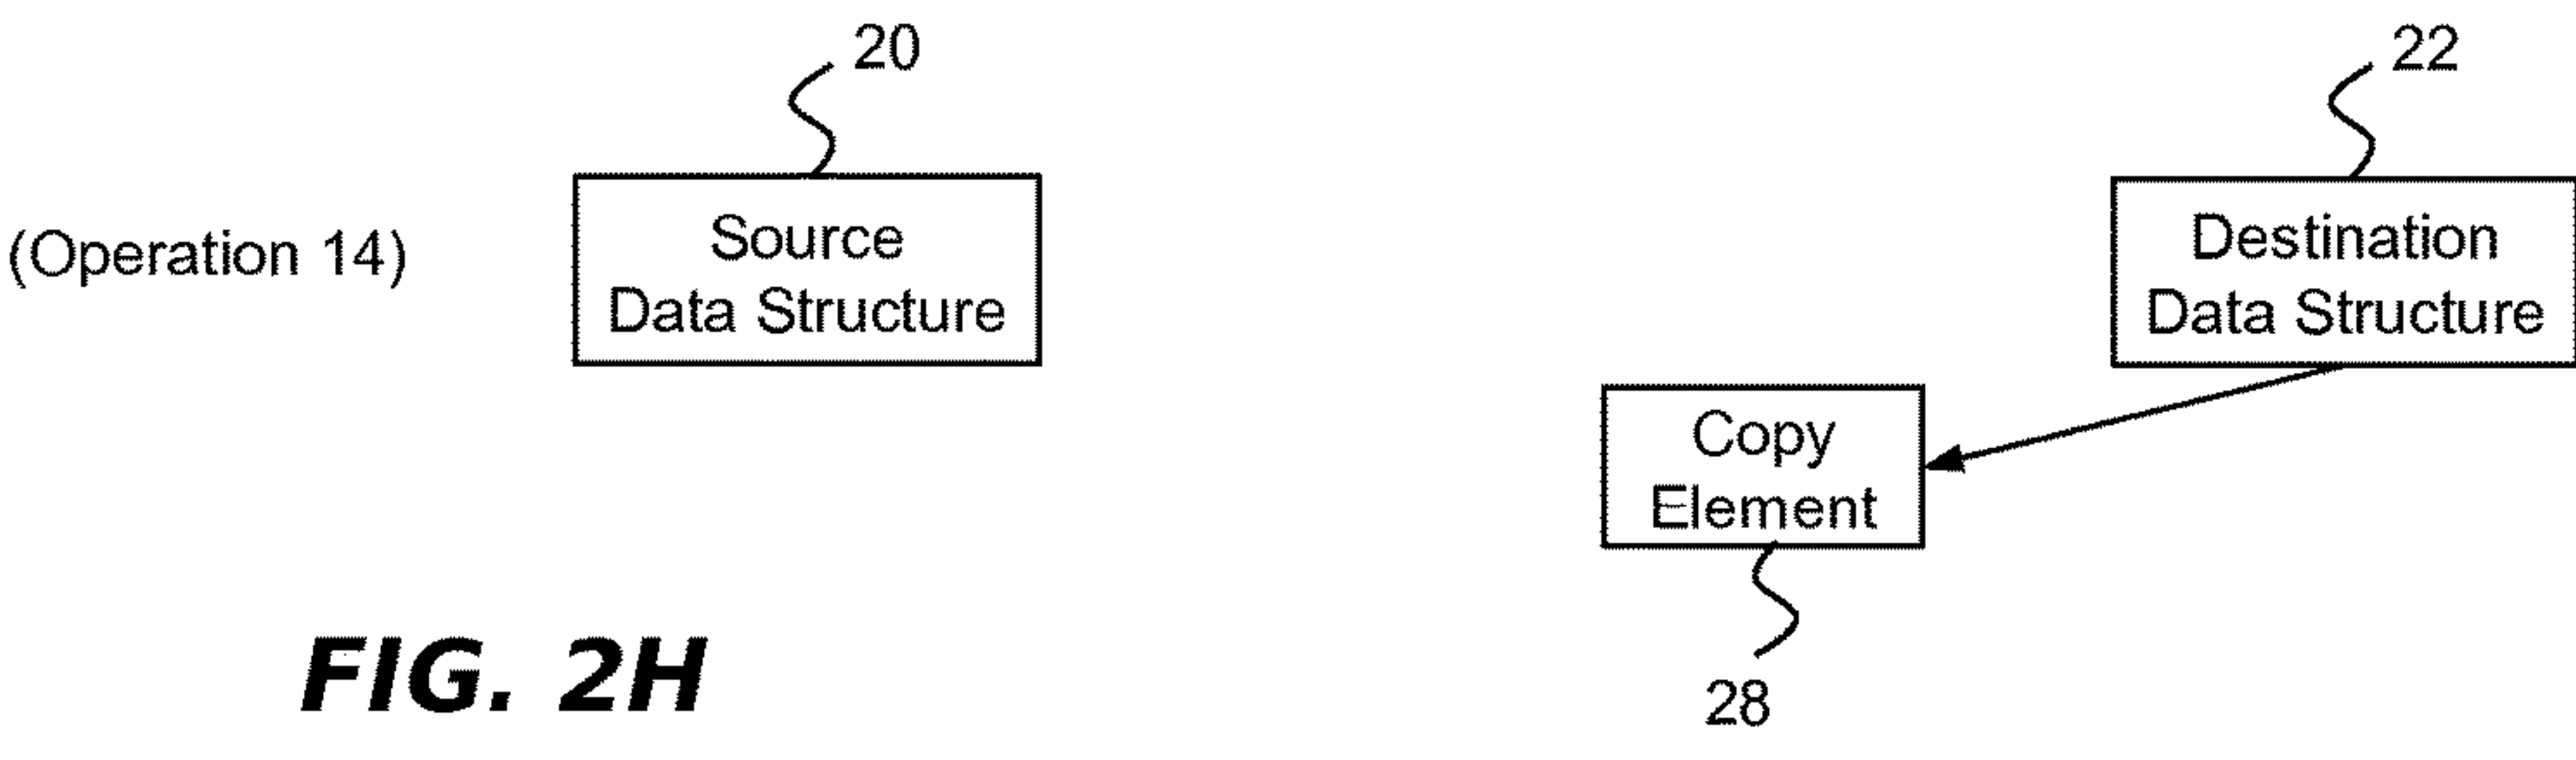 20
22
(Operation 14)
Source
Data Structure
Destination
Data Structure
Copy
Element
28
FIG. 2H